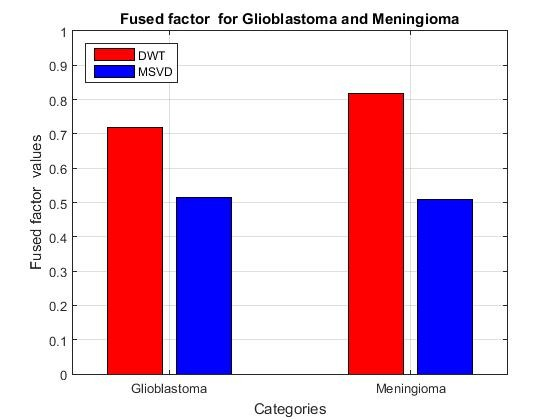 Fused factor  for Glioblastoma and Meningioma
DWT
MSVD
1
0.9
0.8
0.7
0.6
0.5
0.4
0.3
0.2
0.1
0
Fused factor  values
Glioblastoma
Meningioma
Categories